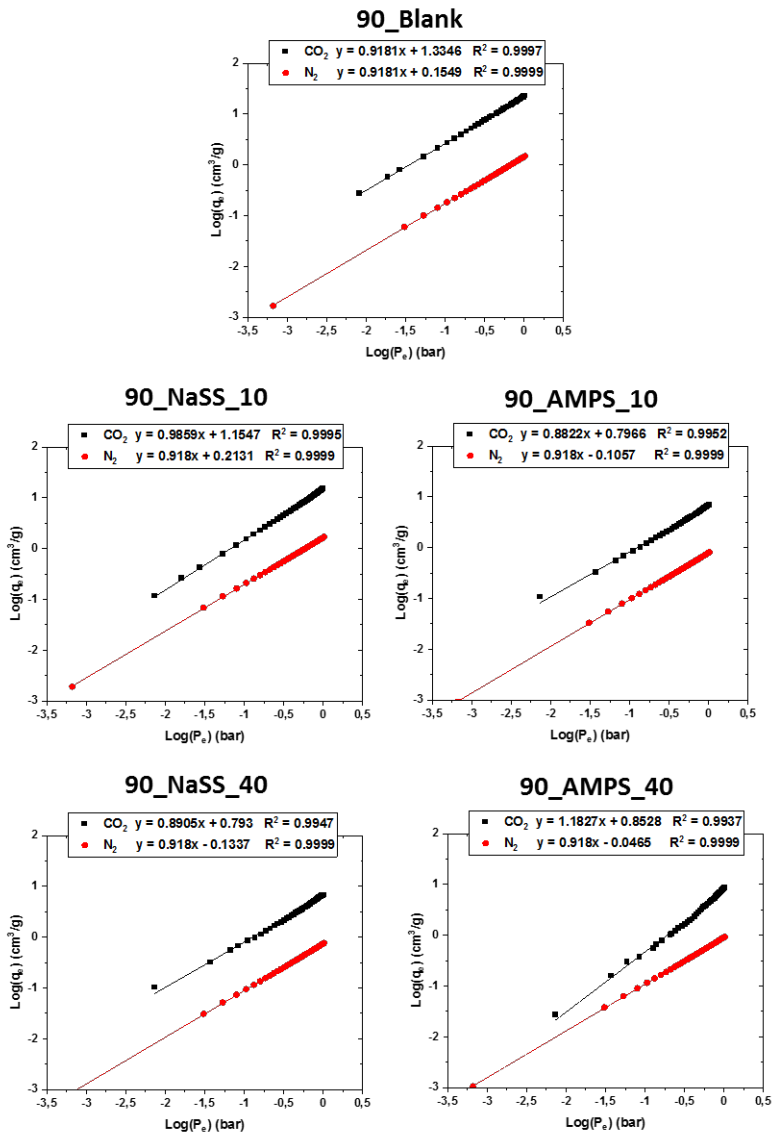 90_Blank
CO₂ y = 0.9181x + 1.3346 R² = 0.9997
N₂ y = 0.9181x + 0.1549 R² = 0.9999
2
1
0
-1
-2
-3
Log(qₑ) (cm³/g)
-3,5 -3 -2,5 -2 -1,5 -1 -0,5 0 0,5
Log(Pₑ) (bar)
90_NaSS_10
CO₂ y = 0.9859x + 1.1547 R² = 0.9995
N₂ y = 0.918x + 0.2131 R² = 0.9999
2
1
0
-1
-2
-3
Log(qₑ) (cm³/g)
-3,5 -3 -2,5 -2 -1,5 -1 -0,5 0 0,5
Log(Pₑ) (bar)
90_AMPS_10
CO₂ y = 0.8822x + 0.7966 R² = 0.9952
N₂ y = 0.918x - 0.1057 R² = 0.9999
2
1
0
-1
-2
-3
Log(qₑ) (cm³/g)
-3,5 -3 -2,5 -2 -1,5 -1 -0,5 0 0,5
Log(Pₑ) (bar)
90_NaSS_40
CO₂ y = 0.8905x + 0.793 R² = 0.9947
N₂ y = 0.918x - 0.1337 R² = 0.9999
2
1
0
-1
-2
-3
Log(qₑ) (cm³/g)
-3,5 -3 -2,5 -2 -1,5 -1 -0,5 0 0,5
Log(Pₑ) (bar)
90_AMPS_40
CO₂ y = 1.1827x + 0.8528 R² = 0.9937
N₂ y = 0.918x - 0.0465 R² = 0.9999
2
1
0
-1
-2
-3
Log(qₑ) (cm³/g)
-3,5 -3 -2,5 -2 -1,5 -1 -0,5 0 0,5
Log(Pₑ) (bar)